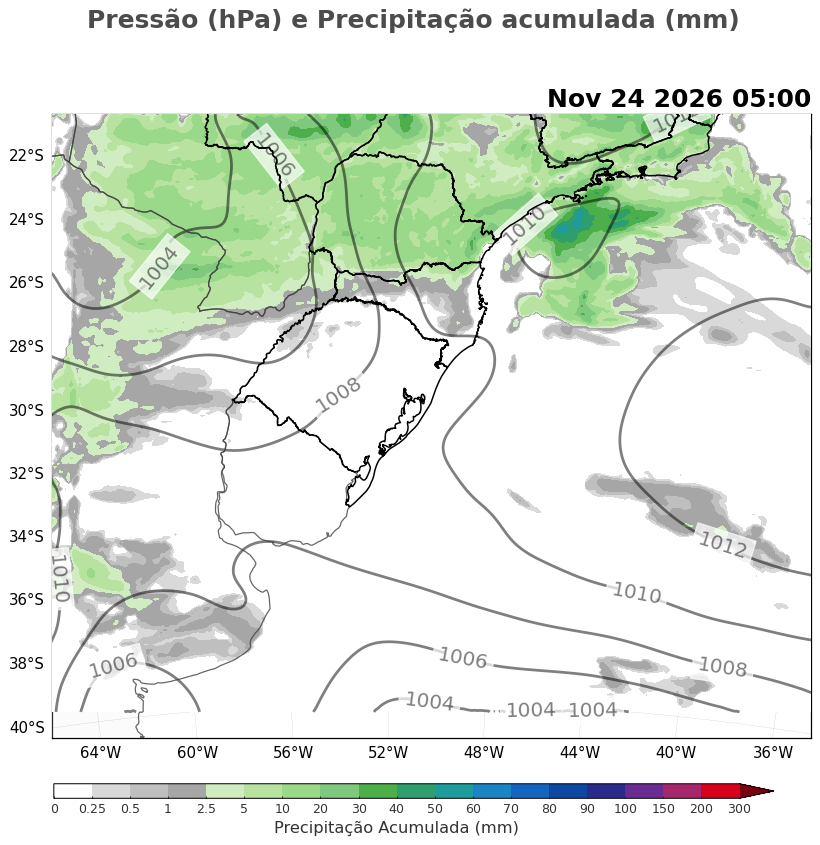 Pressão (hPa) e Precipitação acumulada (mm)
Nov 24 2026 05:00
22°S
24°S
26°S
28°S
30°S
32°S
34°S
36°S
38°S
40°S
1006
1010
1004
1008
1012
1010
1010
1008
1006
1006
1004
1004
1004
64°W 60°W 56°W 52°W 48°W 44°W 40°W 36°W
0 0.25 0.5 1 2.5 5 10 20 30 40 50 60 70 80 90 100 150 200 300
Precipitação Acumulada (mm)